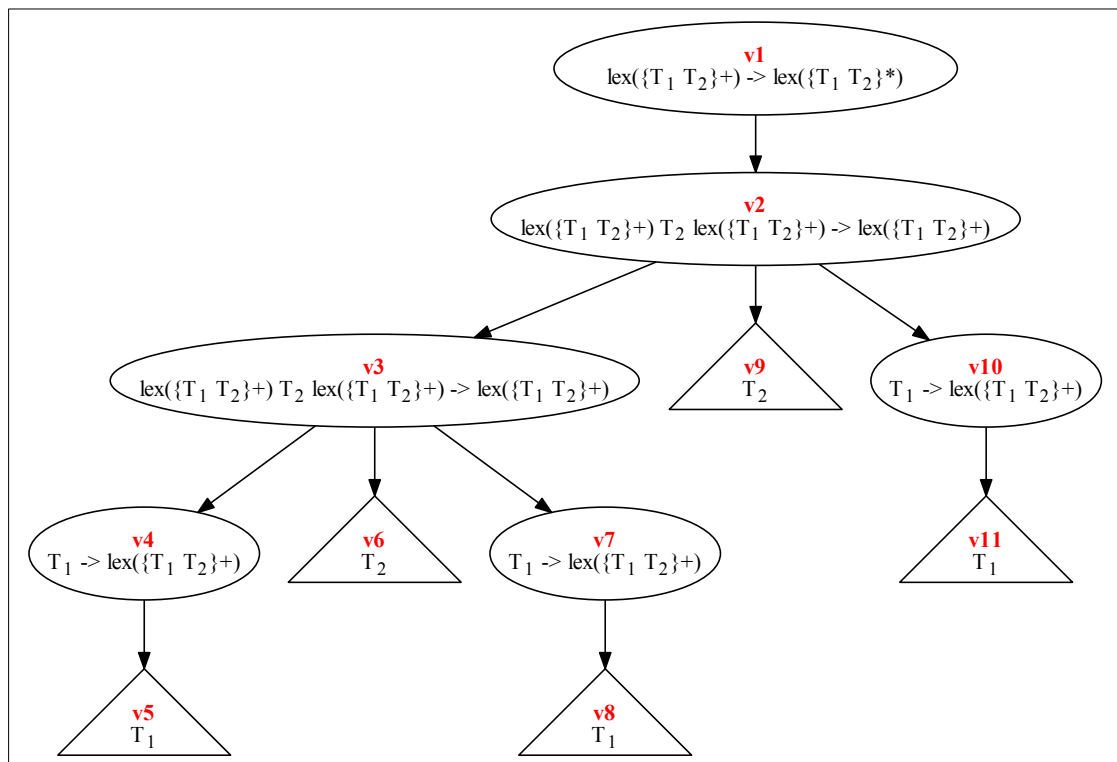 v1
lex({T₁ T₂}+) -> lex({T₁ T₂}*)
v2
lex({T₁ T₂}+) T₂ lex({T₁ T₂}+) -> lex({T₁ T₂}+)
v3
lex({T₁ T₂}+) T₂ lex({T₁ T₂}+) -> lex({T₁ T₂}+)
v9
T₂
v10
T₁ -> lex({T₁ T₂}+)
v4
T₁ -> lex({T₁ T₂}+)
v6
T₂
v7
T₁ -> lex({T₁ T₂}+)
v11
T₁
v5
T₁
v8
T₁